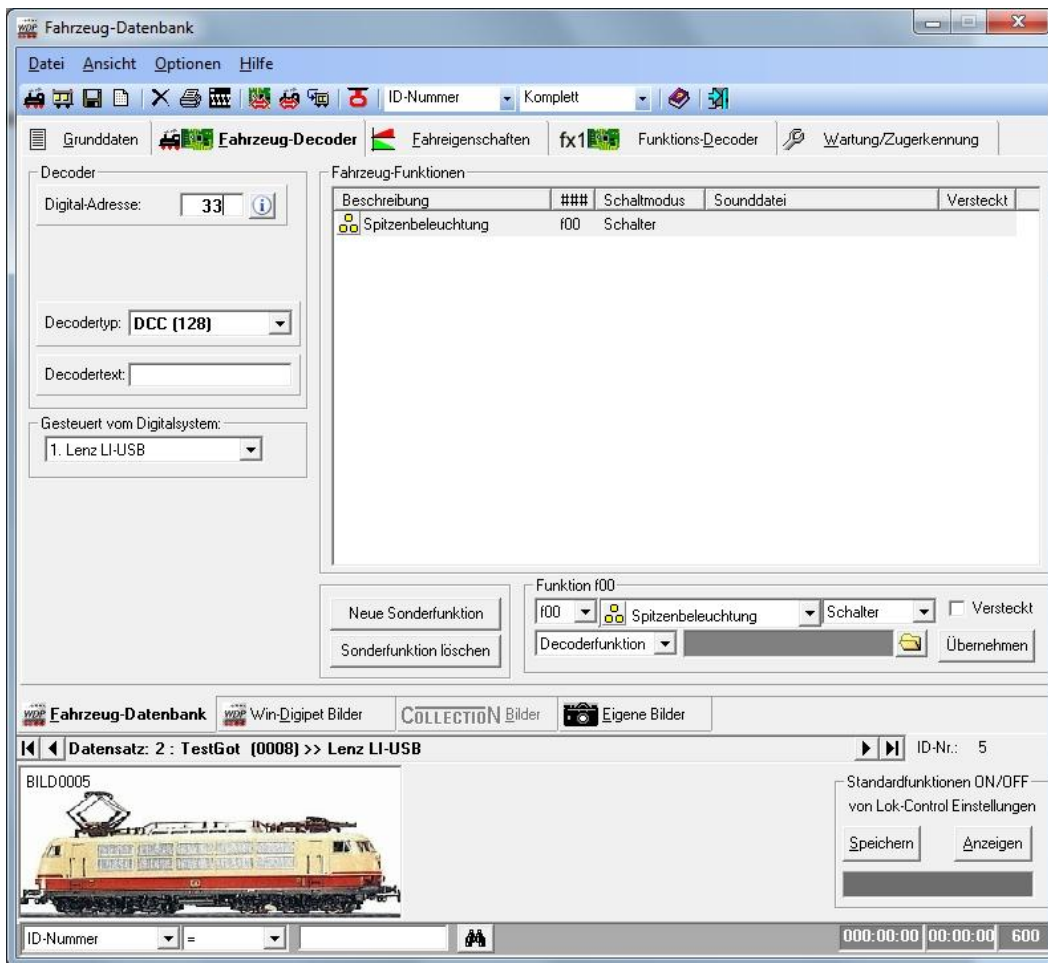 WDP Fahrzeug-Datenbank
Datei Ansicht Optionen Hilfe
ID-Nummer Komplett
Grunddaten Fahrzeug-Decoder Fahreigenschaften fx1 Funktions-Decoder Wartung/Zugerkennung
Decoder Fahrzeug-Funktionen
Digital-Adresse: 33 Beschreibung ### Schaltmodus Sounddatei Versteckt
Spitzenbeleuchtung f00 Schalter
Decodertyp: DCC (128)
Decodertext:
Gesteuert vom Digitalsystem:
1. Lenz LI-USB
Funktion f00
Neue Sonderfunktion f00 Spitzenbeleuchtung Schalter Versteckt
Sonderfunktion löschen Decoderfunktion Übernehmen
WDP Fahrzeug-Datenbank WDP Win-Digipet Bilder COLLECTION Bilder Eigene Bilder
Datensatz: 2 : TestGot (0008) >> Lenz LI-USB ID-Nr.: 5
BILD0005
Standardfunktionen ON/OFF
von Lok-Control Einstellungen
Speichern Anzeigen
ID-Nummer = 000:00:00 00:00:00 600